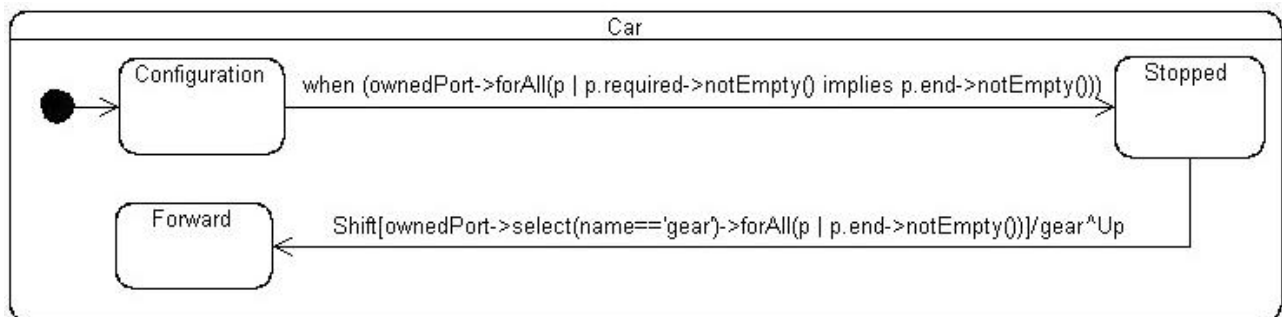 Car
Configuration
when (ownedPort->forAll(p | p.required->notEmpty() implies p.end->notEmpty()))
Stopped
Forward
Shift[ownedPort->select(name=='gear')->forAll(p | p.end->notEmpty())]/gear^Up